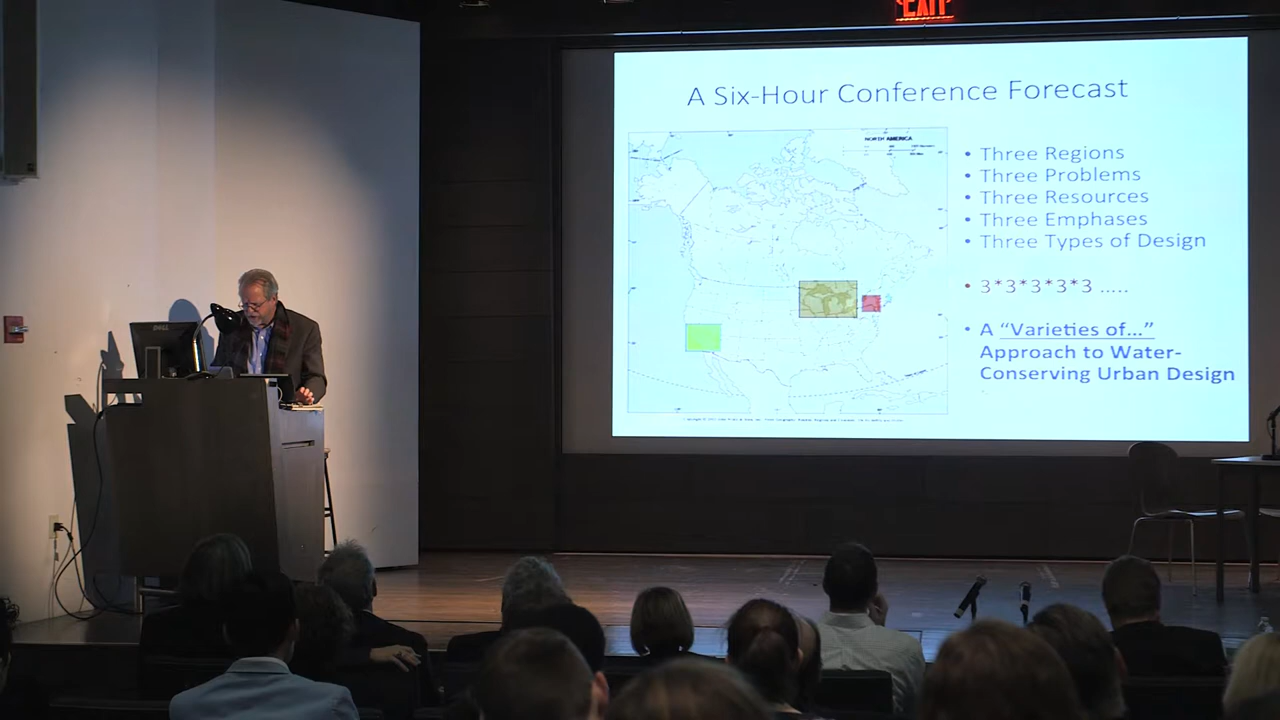 EXIT
A Six-Hour Conference Forecast
NORTH AMERICA
• Three Regions
• Three Problems
• Three Resources
• Three Emphases
• Three Types of Design
• 3*3*3*3*3 .....
• A “Varieties of…”
Approach to Water-
Conserving Urban Design
DELL